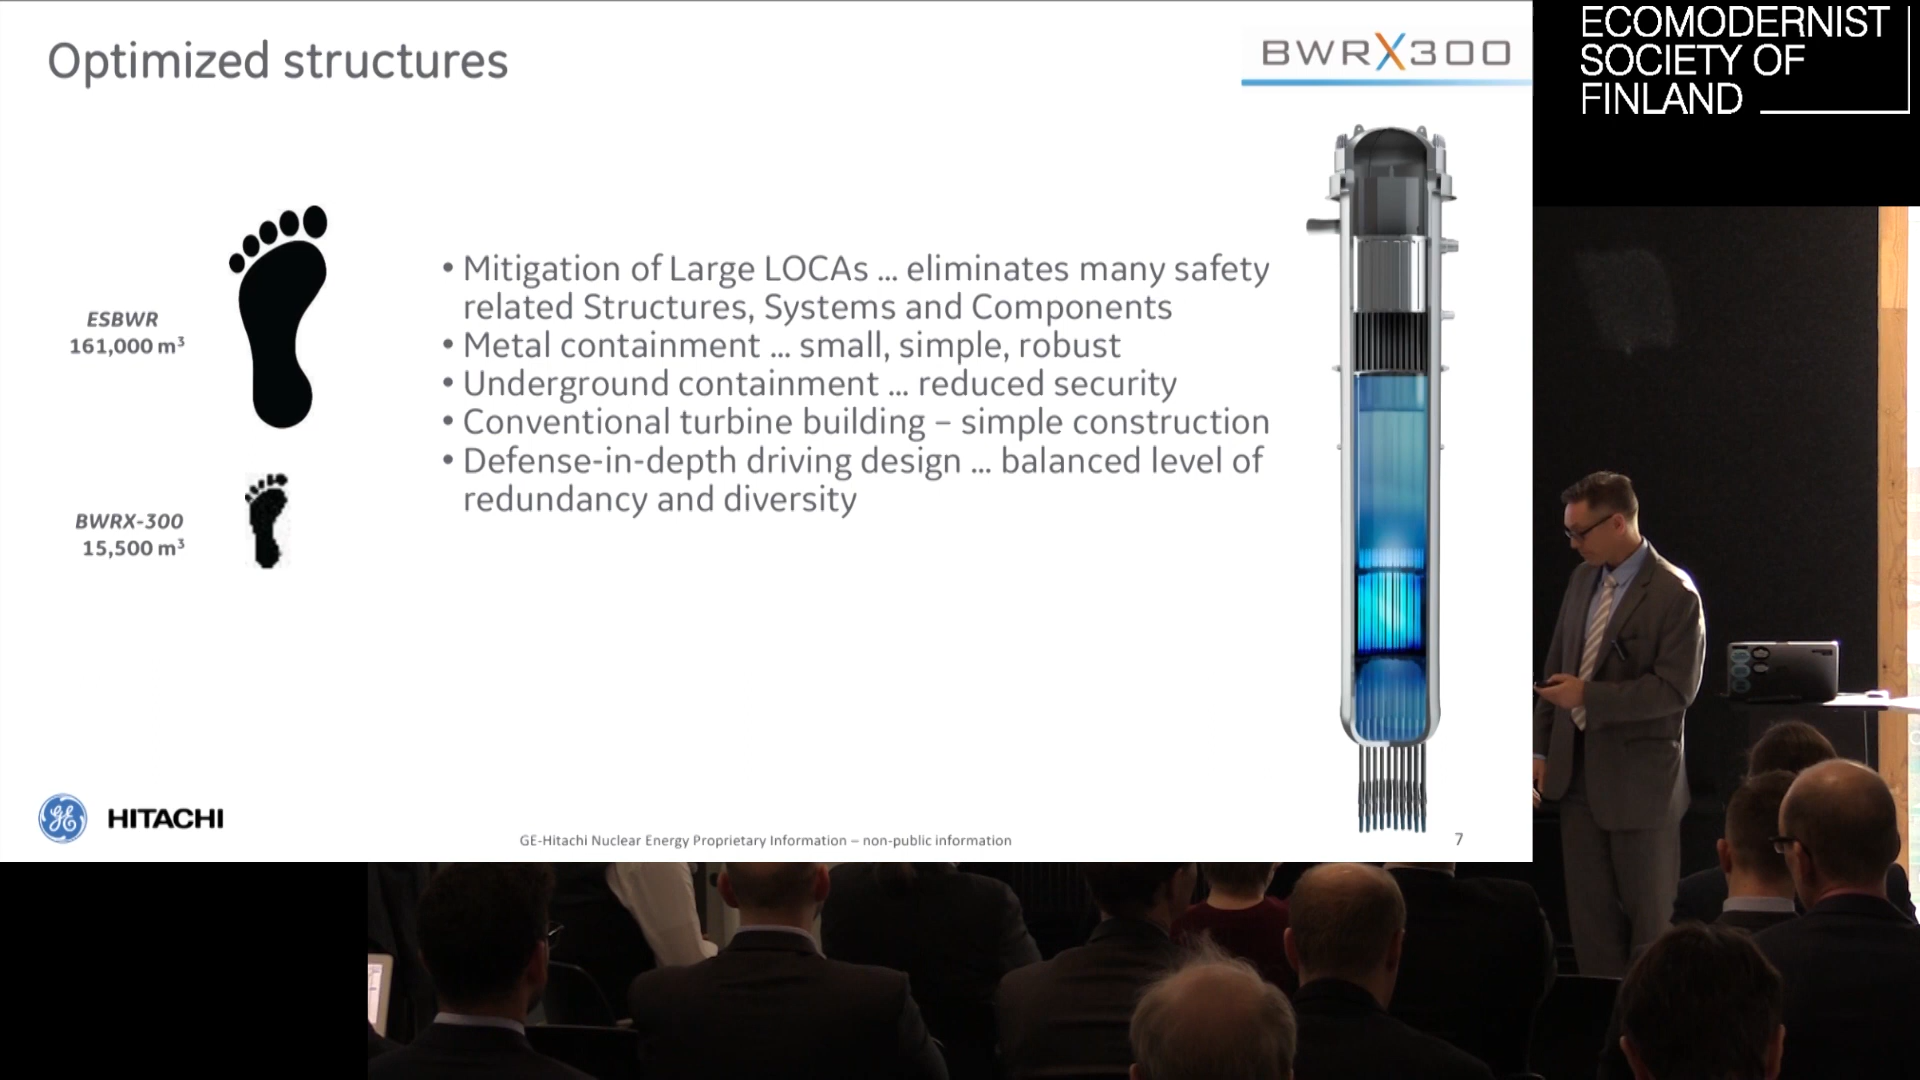 Optimized structures
BWRX300
ECOMODERNIST
SOCIETY OF
FINLAND
ESBWR
161,000 m³
BWRX-300
15,500 m³
• Mitigation of Large LOCAs ... eliminates many safety
related Structures, Systems and Components
• Metal containment ... small, simple, robust
• Underground containment ... reduced security
• Conventional turbine building – simple construction
• Defense-in-depth driving design ... balanced level of
redundancy and diversity
GE HITACHI
GE-Hitachi Nuclear Energy Proprietary Information – non-public information
7